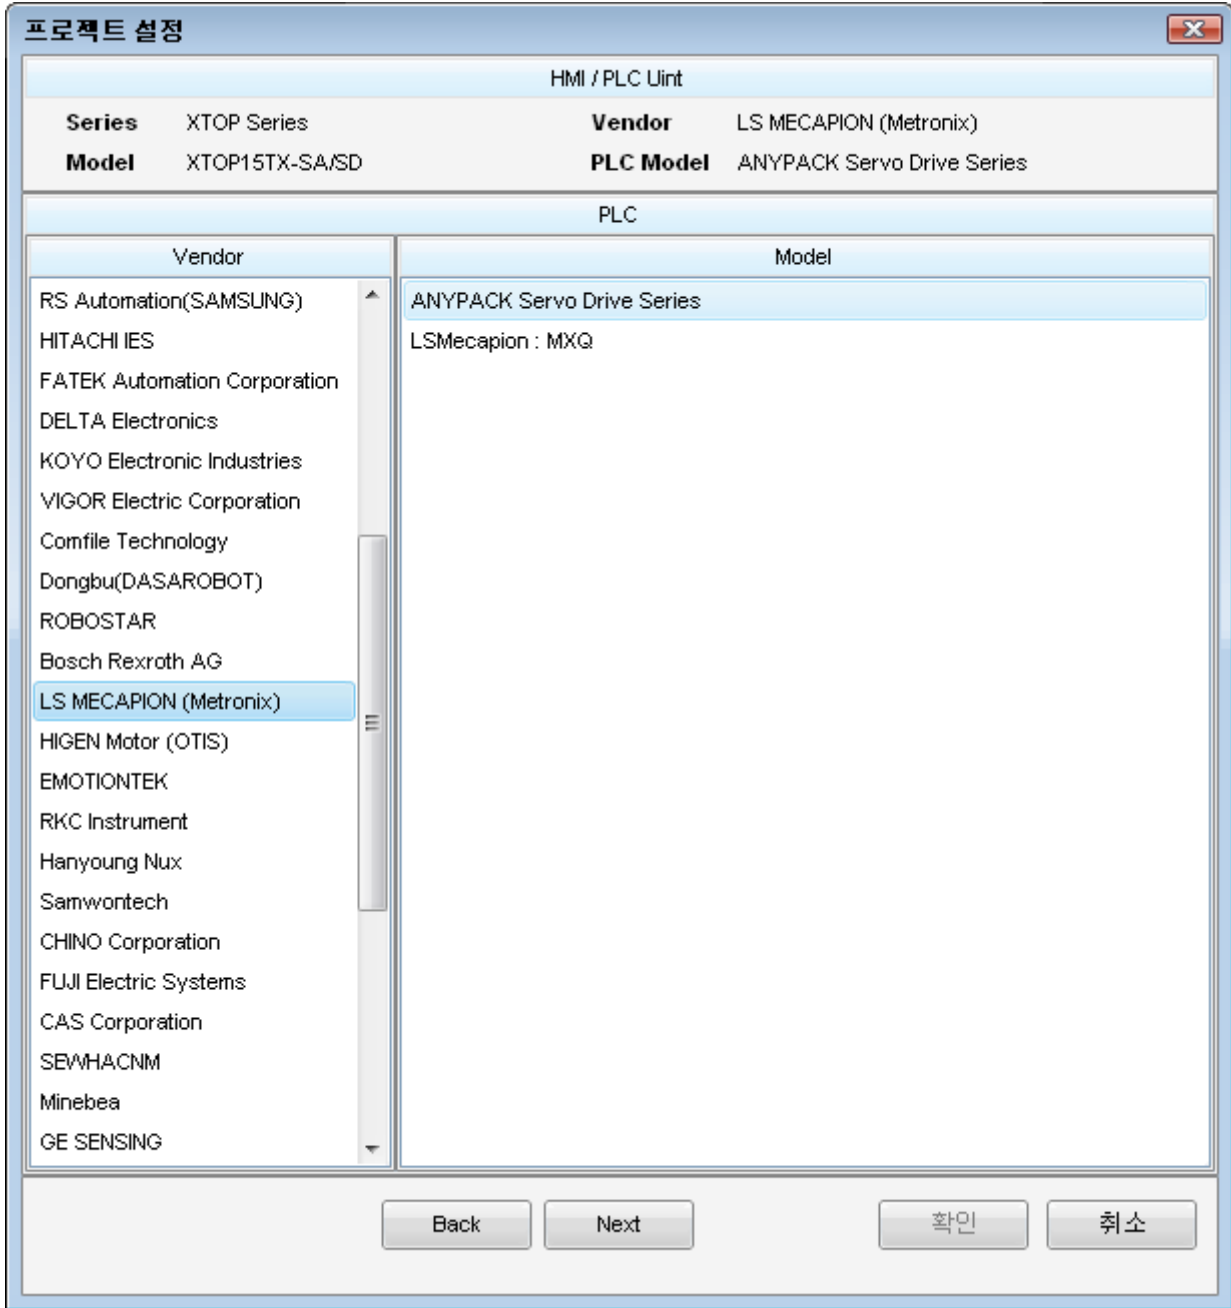 프로젝트 설정
HMI / PLC Uint
Series XTOP Series Vendor LS MECAPION (Metronix)
Model XTOP15TX-SA/SD PLC Model ANYPACK Servo Drive Series
PLC
Vendor
RS Automation(SAMSUNG)
HITACHI IES
FATEK Automation Corporation
DELTA Electronics
KOYO Electronic Industries
VIGOR Electric Corporation
Comfile Technology
Dongbu(DASAROBOT)
ROBOSTAR
Bosch Rexroth AG
LS MECAPION (Metronix)
HIGEN Motor (OTIS)
EMOTIONTEK
RKC Instrument
Hanyoung Nux
Samwontech
CHINO Corporation
FUJI Electric Systems
CAS Corporation
SEWHACNM
Minebea
GE SENSING
Model
ANYPACK Servo Drive Series
LSMecapion : MXQ
Back Next 확인 취소